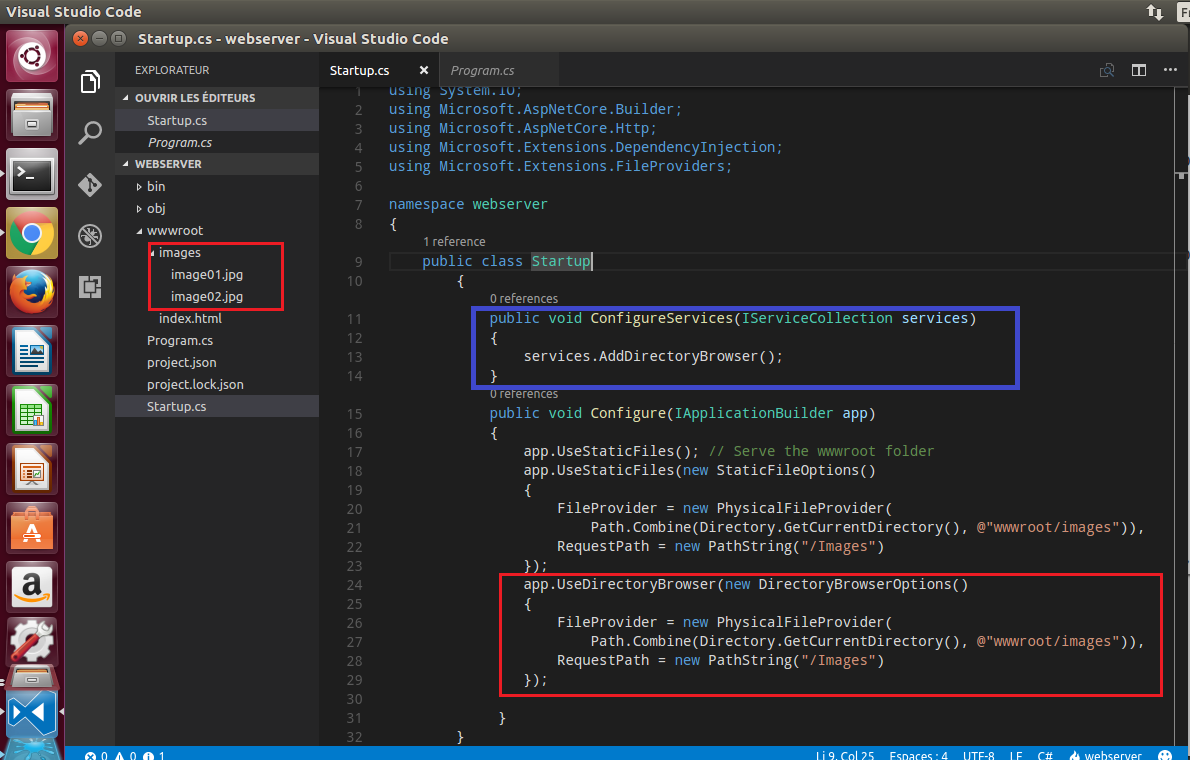 Visual Studio Code
Startup.cs - webserver - Visual Studio Code
EXPLORATEUR
OUVRIR LES ÉDITEURS
Startup.cs
Program.cs
WEBSERVER
bin
obj
wwwroot
images
image01.jpg
image02.jpg
index.html
Program.cs
project.json
project.lock.json
Startup.cs
Startup.cs Program.cs
1 using System.IO;
2 using Microsoft.AspNetCore.Builder;
3 using Microsoft.AspNetCore.Http;
4 using Microsoft.Extensions.DependencyInjection;
5 using Microsoft.Extensions.FileProviders;
6
7 namespace webserver
8 {
1 reference
9 public class Startup
10 {
0 references
11 public void ConfigureServices(IServiceCollection services)
12 {
13 services.AddDirectoryBrowser();
14 }
0 references
15 public void Configure(IApplicationBuilder app)
16 {
17 app.UseStaticFiles(); // Serve the wwwroot folder
18 app.UseStaticFiles(new StaticFileOptions()
19 {
20 FileProvider = new PhysicalFileProvider(
21 Path.Combine(Directory.GetCurrentDirectory(), @"wwwroot/images")),
22 RequestPath = new PathString("/Images")
23 });
24 app.UseDirectoryBrowser(new DirectoryBrowserOptions()
25 {
26 FileProvider = new PhysicalFileProvider(
27 Path.Combine(Directory.GetCurrentDirectory(), @"wwwroot/images")),
28 RequestPath = new PathString("/Images")
29 });
30
31 }
32 }
0 0 1 Li 9, Col 25 Espaces : 4 UTF-8 LF C# webserver